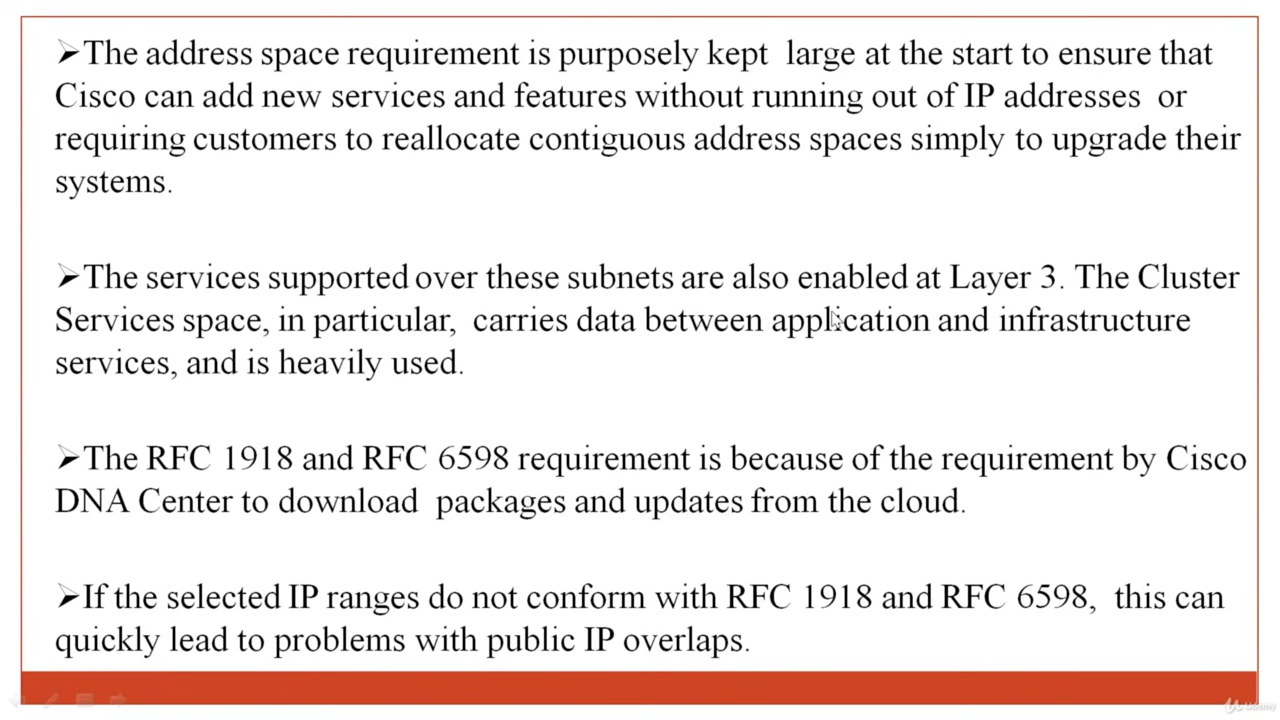 ➢The address space requirement is purposely kept large at the start to ensure that
Cisco can add new services and features without running out of IP addresses or
requiring customers to reallocate contiguous address spaces simply to upgrade their
systems.
➢The services supported over these subnets are also enabled at Layer 3. The Cluster
Services space, in particular, carries data between application and infrastructure
services, and is heavily used.
➢The RFC 1918 and RFC 6598 requirement is because of the requirement by Cisco
DNA Center to download packages and updates from the cloud.
➢If the selected IP ranges do not conform with RFC 1918 and RFC 6598, this can
quickly lead to problems with public IP overlaps.
Udemy